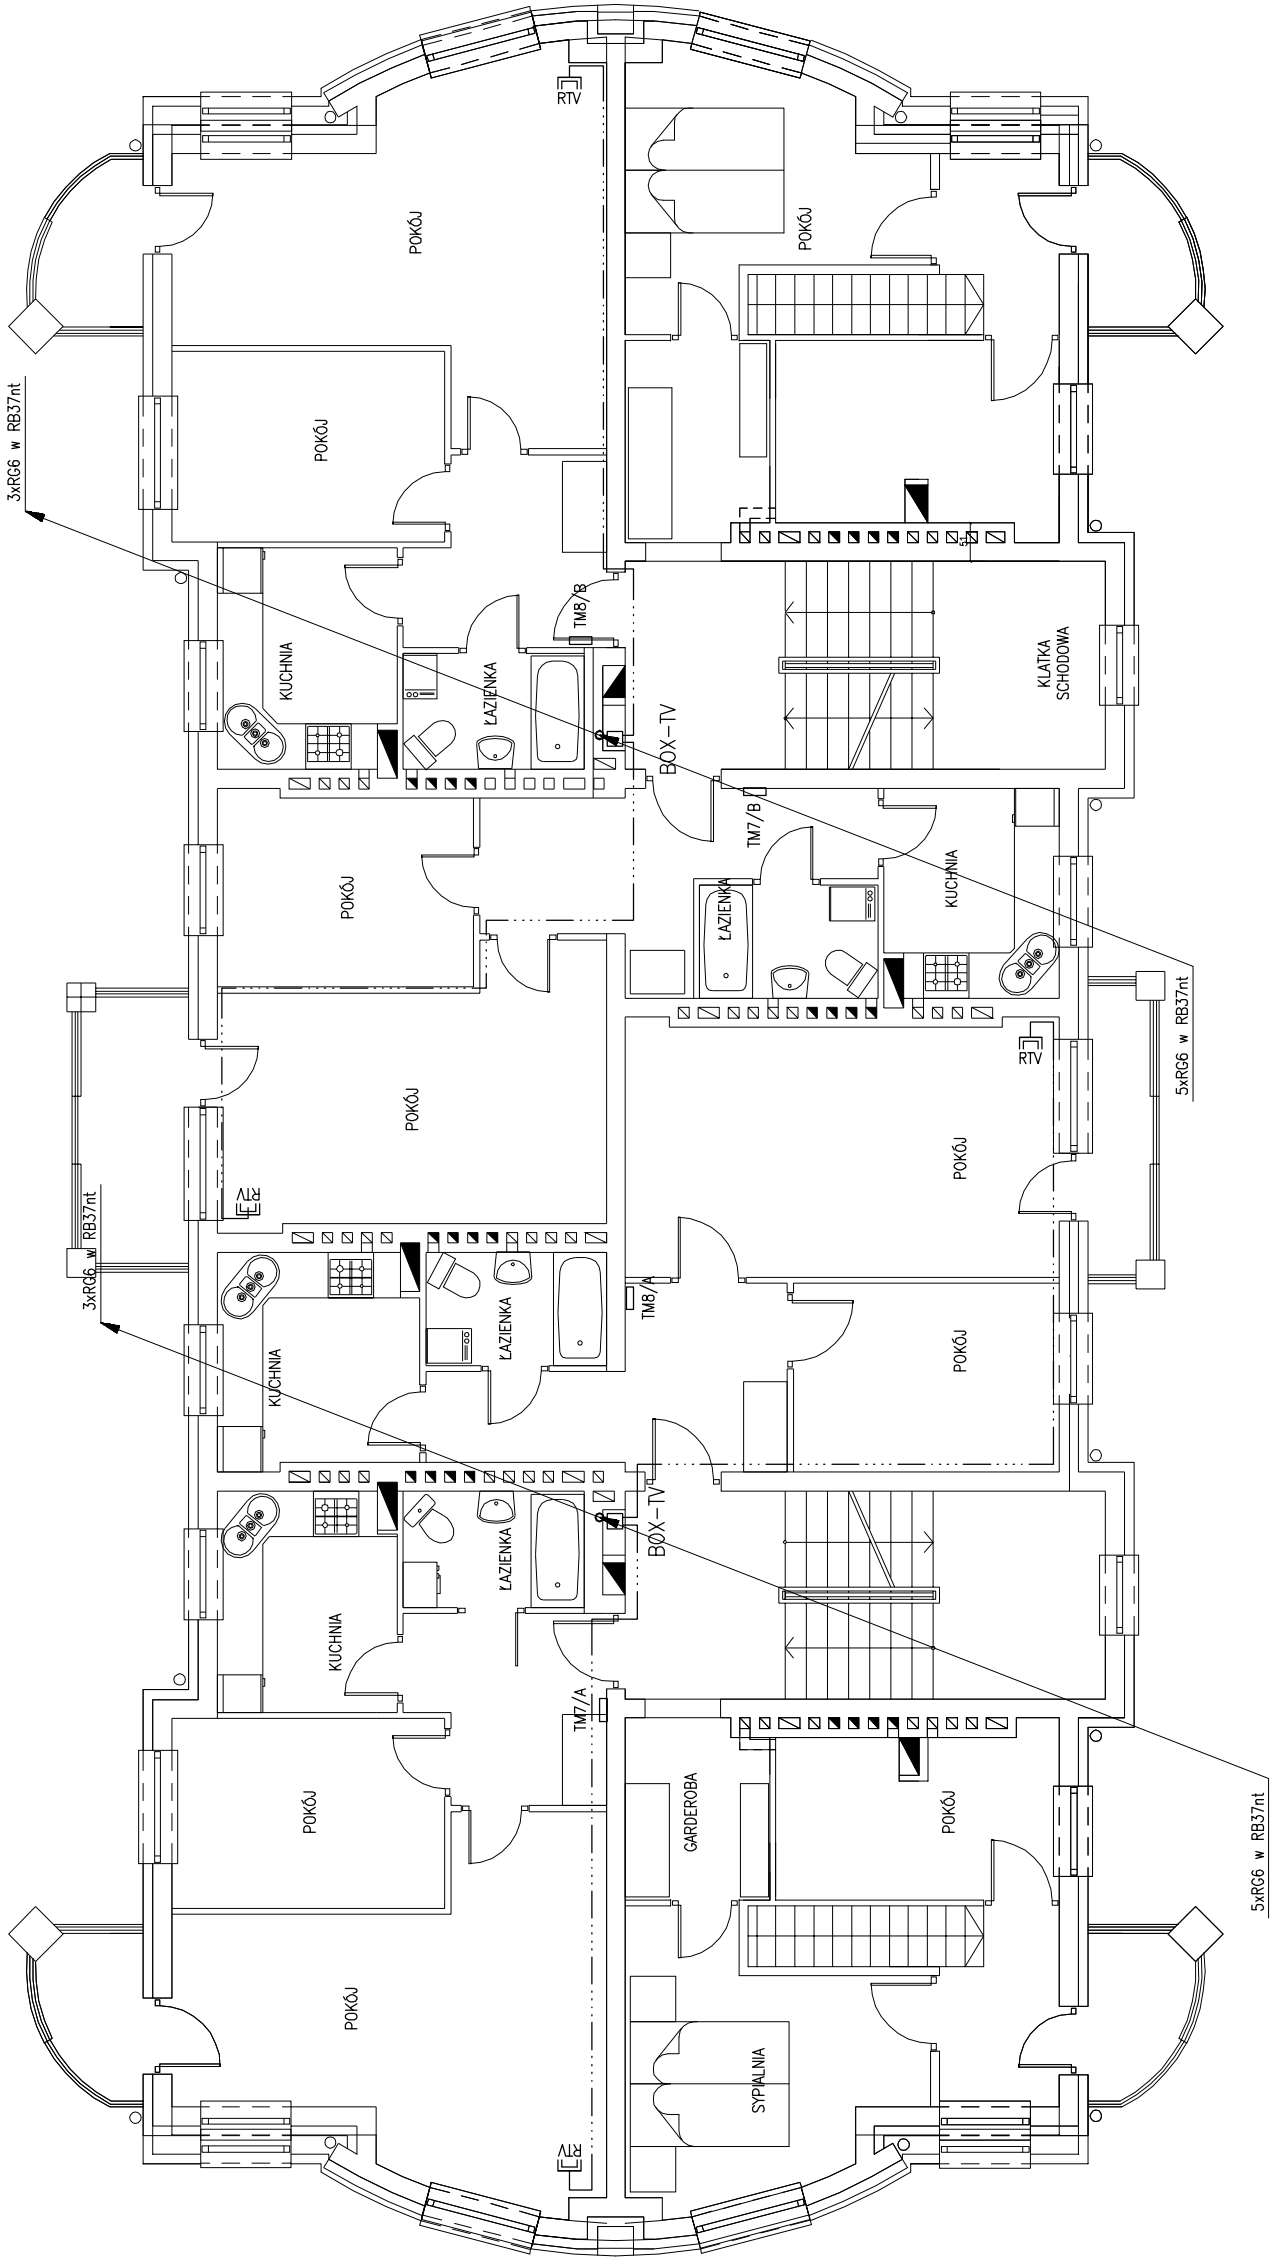 RTV
POKÓJ
POKÓJ
3xRG6 w RB37nt
POKÓJ
51
TM8/B
KUCHNIA
ŁAZIENKA
KLATKA
SCHODOWA
BOX-TV
TM7/B
POKÓJ
ŁAZIENKA
KUCHNIA
5xRG6 w RB37nt
RTV
POKÓJ
POKÓJ
RTV
3xRG6 w RB37nt
TM8/A
ŁAZIENKA
KUCHNIA
POKÓJ
BOX-TV
ŁAZIENKA
KUCHNIA
TM7/A
POKÓJ
GARDEROBA
POKÓJ
5xRG6 w RB37nt
POKÓJ
SYPIALNIA
RTV